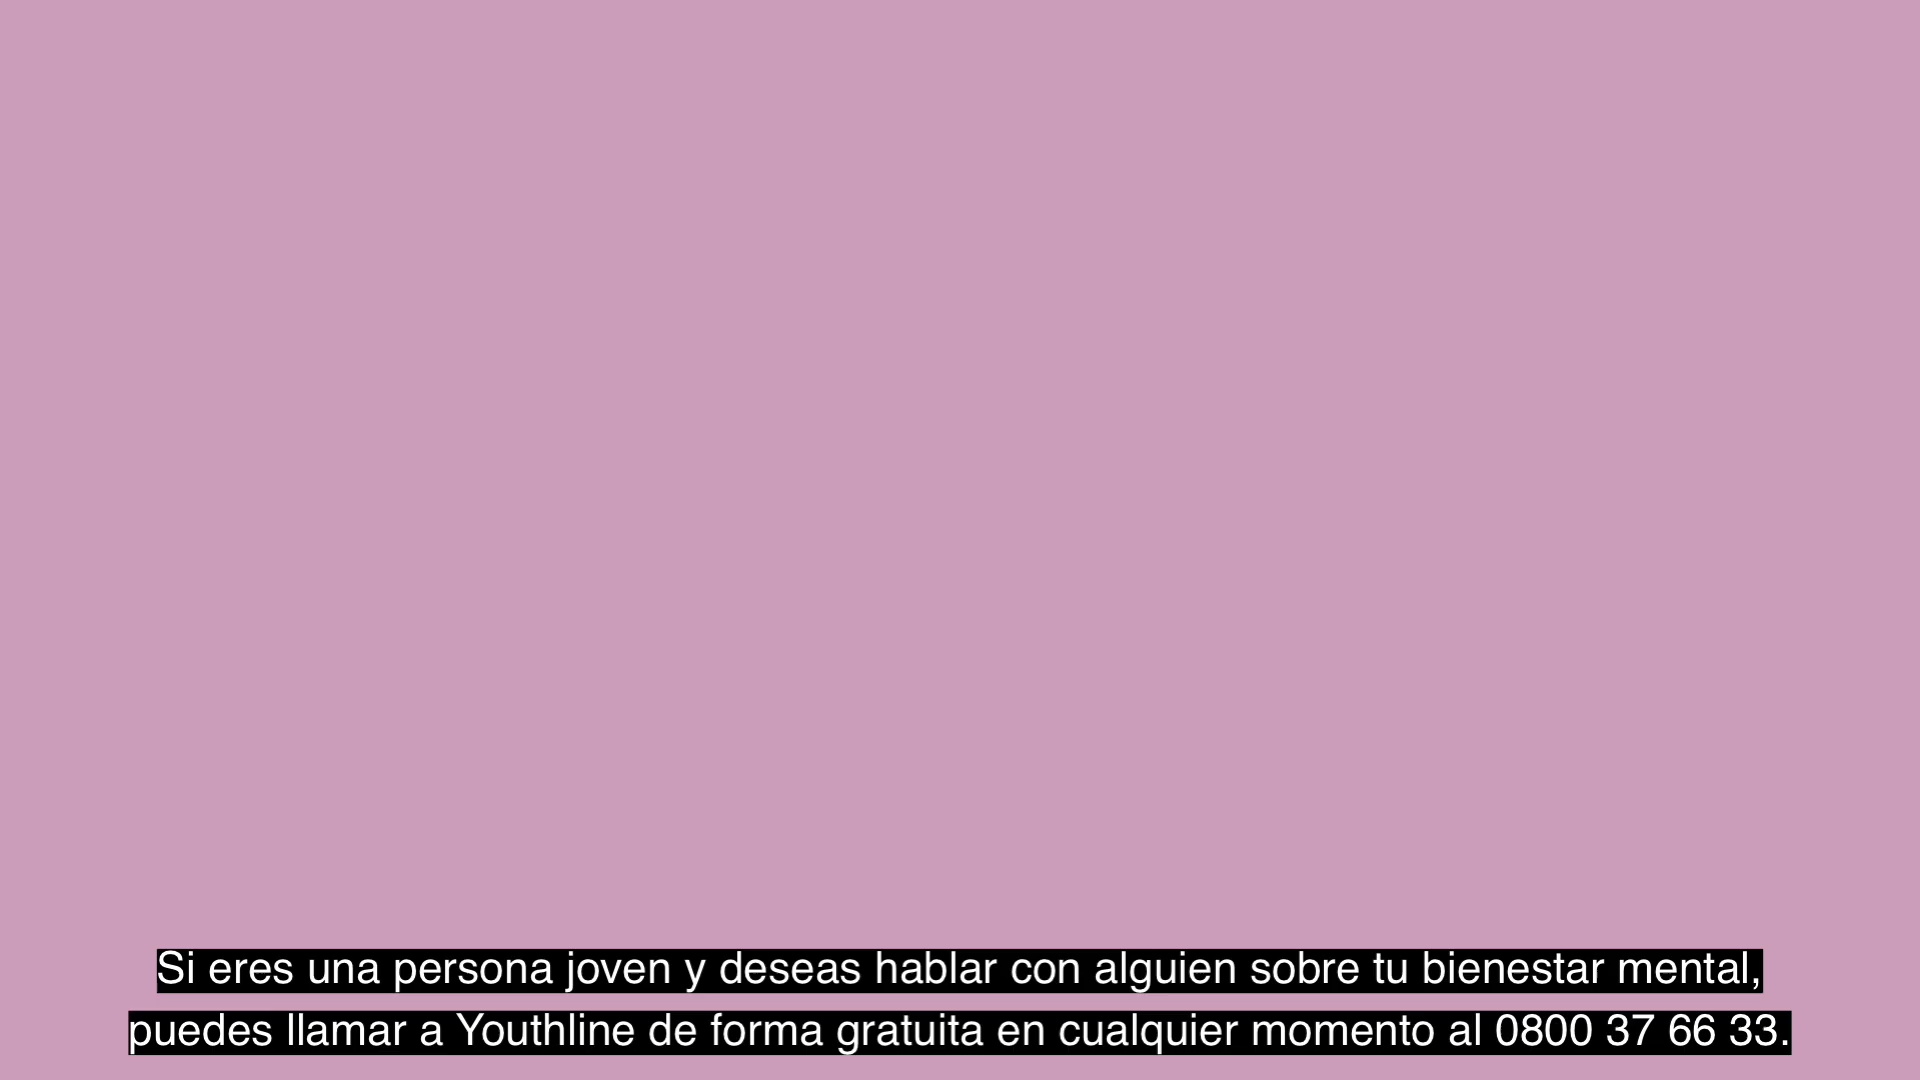 Si eres una persona joven y deseas hablar con alguien sobre tu bienestar mental,
puedes llamar a Youthline de forma gratuita en cualquier momento al 0800 37 66 33.